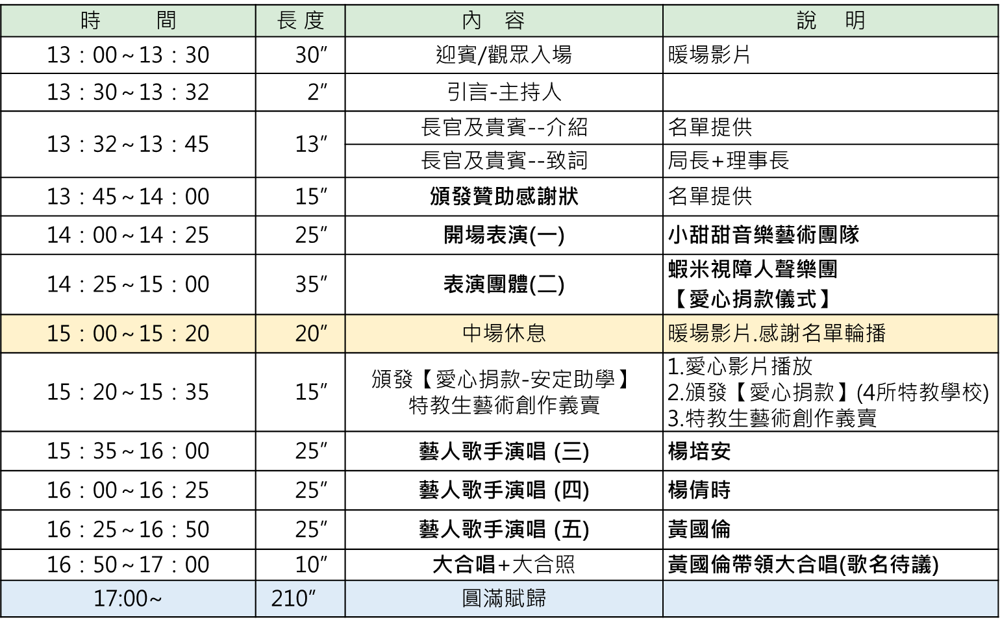 時 間 長 度 內 容 說 明
13：00～13：30 30” 迎賓/觀眾入場 暖場影片
13：30～13：32 2” 引言-主持人
13：32～13：45 13” 長官及貴賓--介紹 名單提供
長官及貴賓--致詞 局長+理事長
13：45～14：00 15” 頒發贊助感謝狀 名單提供
14：00～14：25 25” 開場表演(一) 小甜甜音樂藝術團隊
14：25～15：00 35” 表演團體(二) 蝦米視障人聲樂團
【愛心捐款儀式】
15：00～15：20 20” 中場休息 暖場影片.感謝名單輪播
15：20～15：35 15” 頒發【愛心捐款-安定助學】
特教生藝術創作義賣
1.愛心影片播放
2.頒發【愛心捐款】(4所特教學校)
3.特教生藝術創作義賣
15：35～16：00 25” 藝人歌手演唱 (三) 楊培安
16：00～16：25 25” 藝人歌手演唱 (四) 楊倩時
16：25～16：50 25” 藝人歌手演唱 (五) 黃國倫
16：50～17：00 10” 大合唱+大合照 黃國倫帶領大合唱(歌名待議)
17:00~ 210” 圓滿賦歸